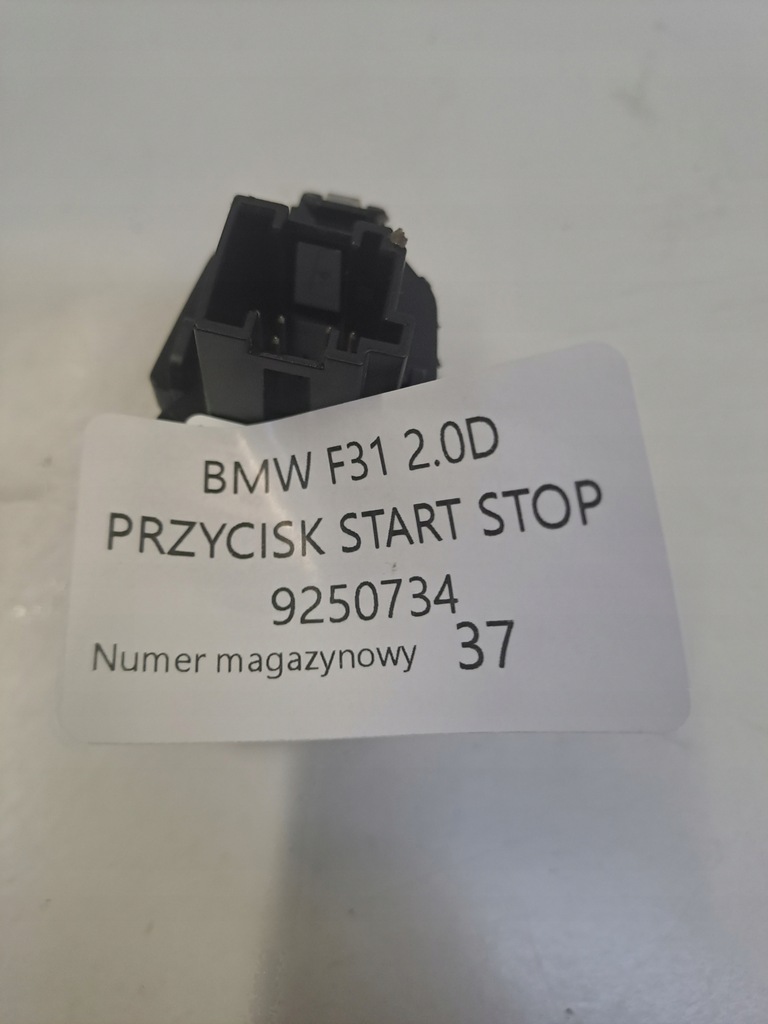 BMW F31 2.0D
PRZYCISK START STOP
9250734
Numer magazynowy 37